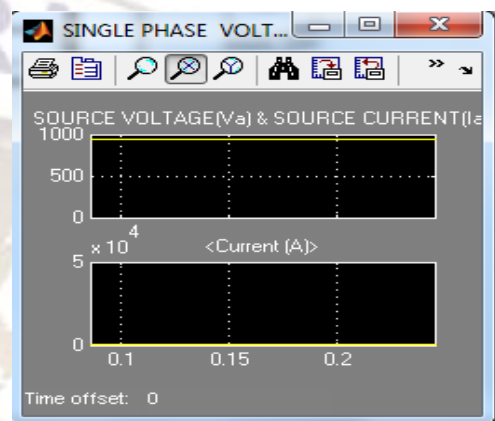 SINGLE PHASE VOLT...
SOURCE VOLTAGE(Va) & SOURCE CURRENT(Ia
1000
500
0
x 10 4
<Current (A)>
5
0
0.1 0.15 0.2
Time offset: 0